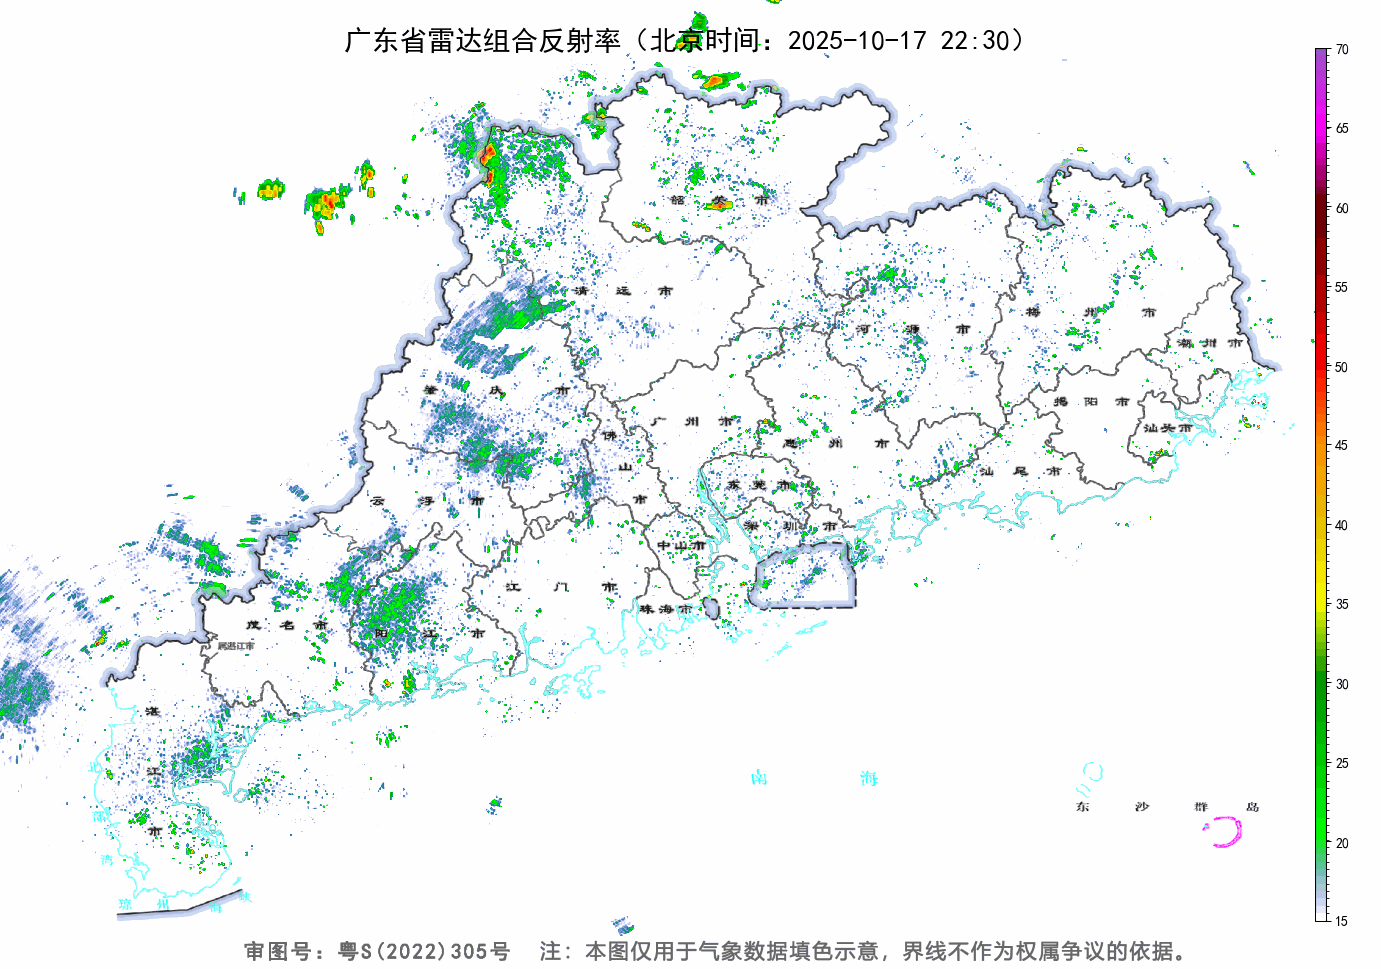 广东省雷达组合反射率（北京时间：2025-10-17 22:30）
70
65
60
55
50
45
40
35
30
25
20
15
韶关市
清远市
河源市
梅州市
潮州市
肇庆市
揭阳市
广州市
汕头市
佛山市
惠州市
汕尾市
东莞市
云浮市
深圳市
中山市
江门市
珠海市
茂名市
阳江市
属湛江市
湛江市
北部湾
南海
东沙群岛
琼州海峡
审图号：粤S(2022)305号 注：本图仅用于气象数据填色示意，界线不作为权属争议的依据。